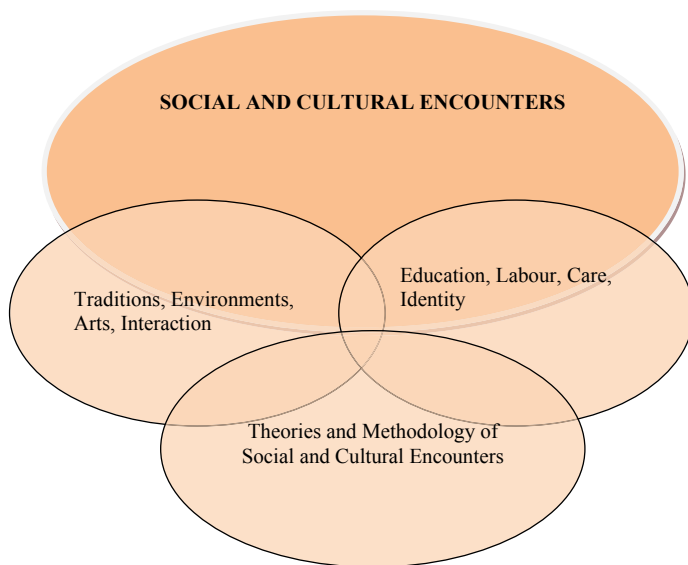 SOCIAL AND CULTURAL ENCOUNTERS
Traditions, Environments,
Arts, Interaction
Education, Labour, Care,
Identity
Theories and Methodology of
Social and Cultural Encounters